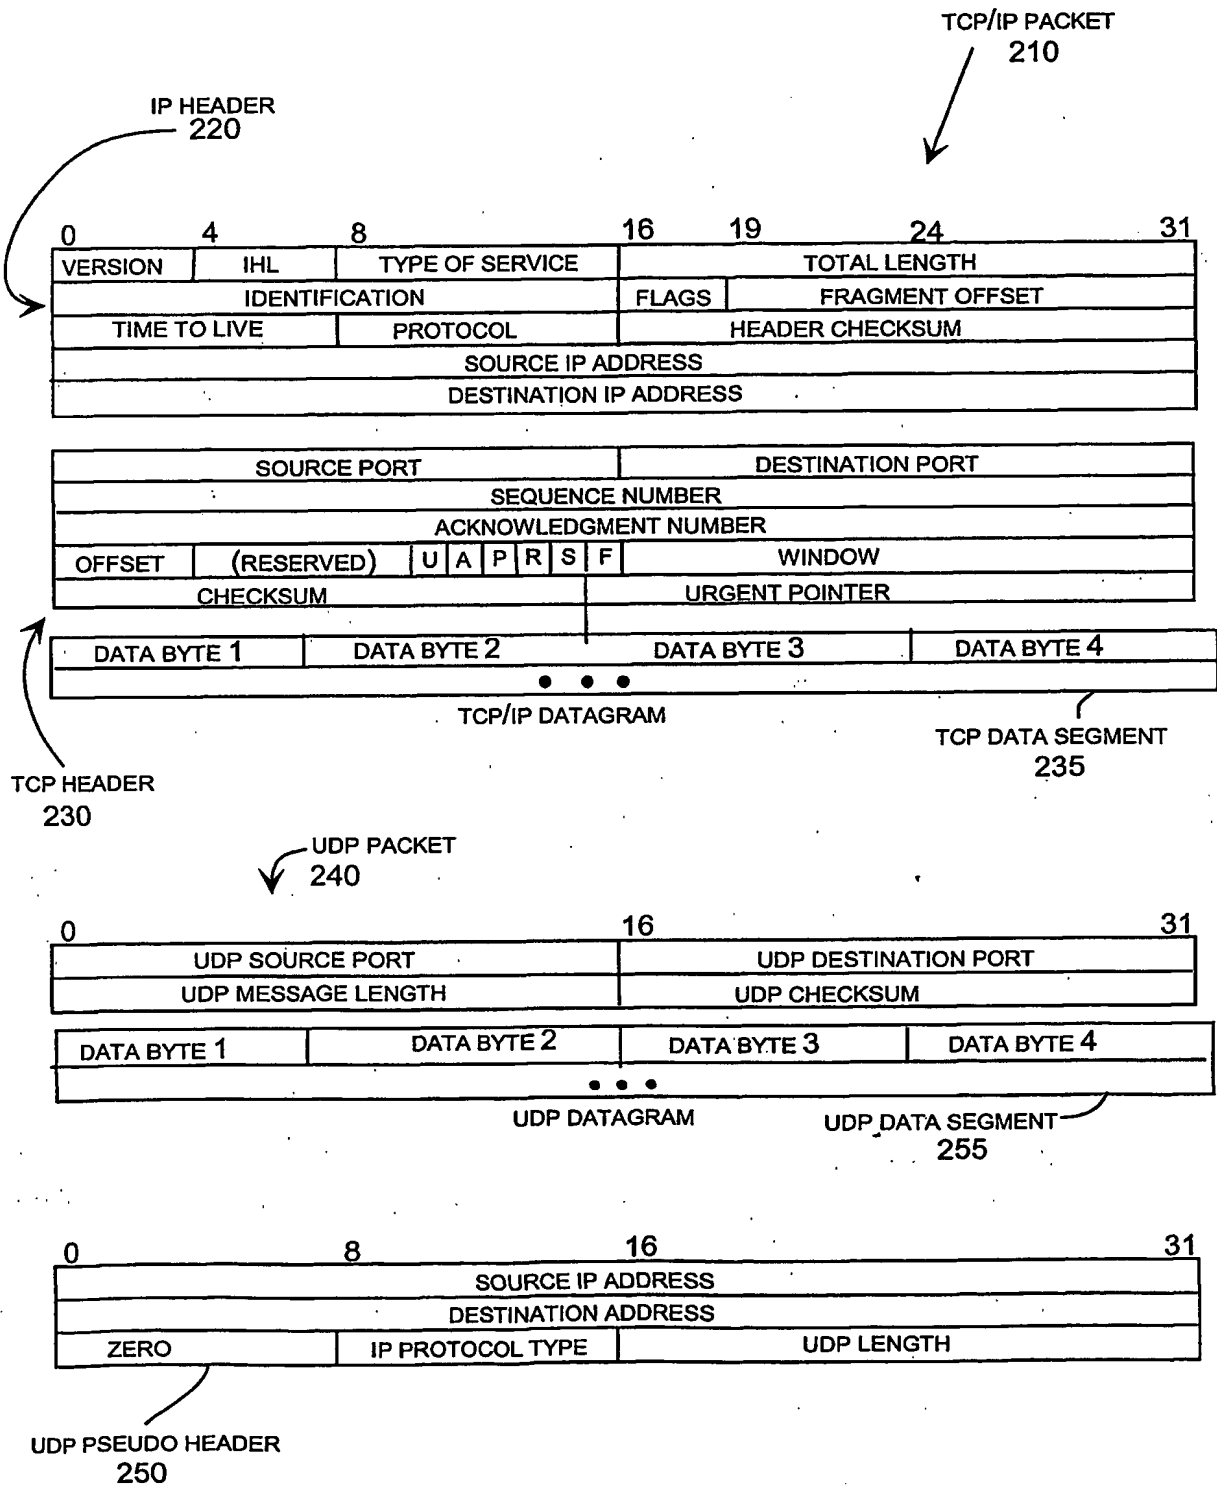 TCP/IP PACKET
210
IP HEADER
220
0 4 8 16 19 24 31
VERSION IHL TYPE OF SERVICE TOTAL LENGTH
IDENTIFICATION FLAGS FRAGMENT OFFSET
TIME TO LIVE PROTOCOL HEADER CHECKSUM
SOURCE IP ADDRESS
DESTINATION IP ADDRESS
SOURCE PORT DESTINATION PORT
SEQUENCE NUMBER
ACKNOWLEDGMENT NUMBER
OFFSET (RESERVED) U A P R S F WINDOW
CHECKSUM URGENT POINTER
DATA BYTE 1 DATA BYTE 2 DATA BYTE 3 DATA BYTE 4
• • •
TCP/IP DATAGRAM
TCP DATA SEGMENT
235
TCP HEADER
230
UDP PACKET
240
0 16 31
UDP SOURCE PORT UDP DESTINATION PORT
UDP MESSAGE LENGTH UDP CHECKSUM
DATA BYTE 1 DATA BYTE 2 DATA BYTE 3 DATA BYTE 4
• • •
UDP DATAGRAM
UDP DATA SEGMENT
255
0 8 16 31
SOURCE IP ADDRESS
DESTINATION ADDRESS
ZERO IP PROTOCOL TYPE UDP LENGTH
UDP PSEUDO HEADER
250